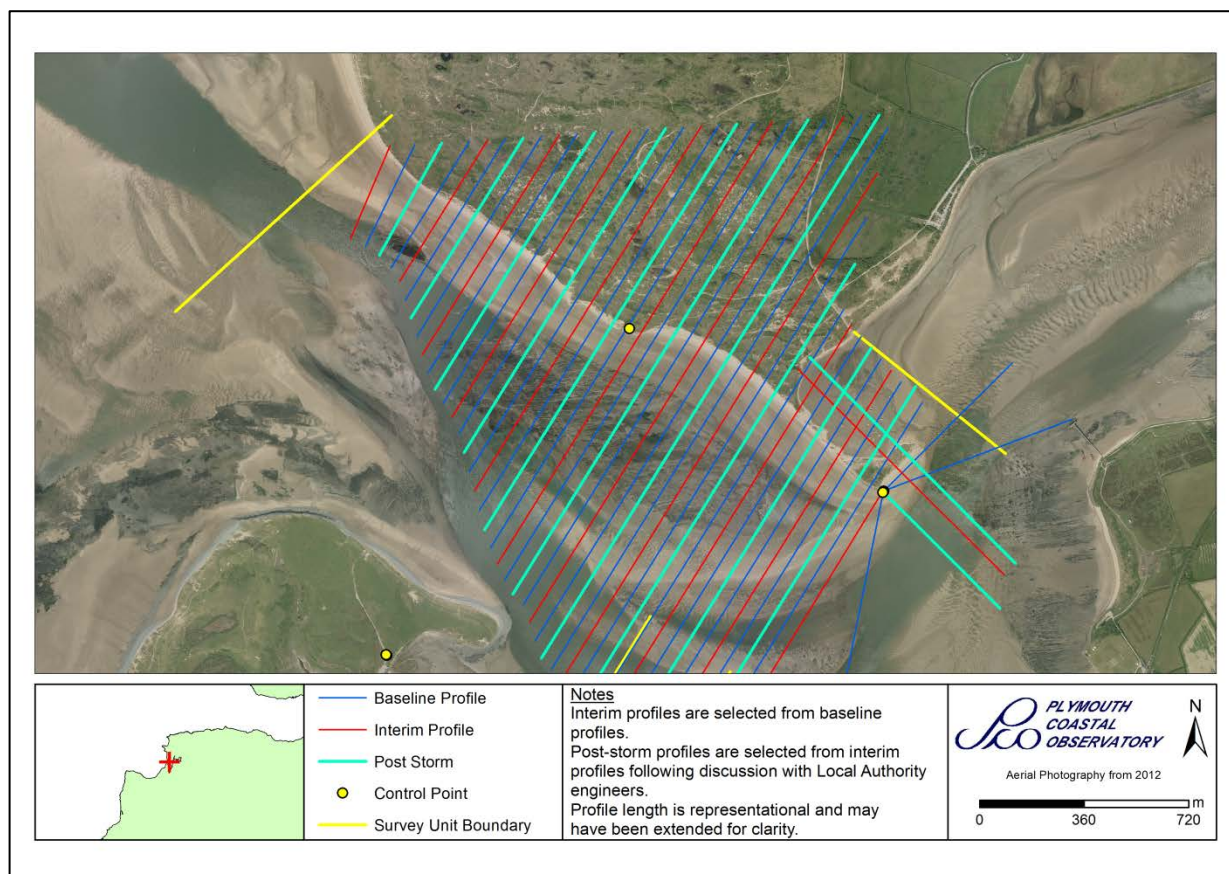 Baseline Profile
Interim Profile
Post Storm
Control Point
Survey Unit Boundary
Notes
Interim profiles are selected from baseline
profiles.
Post-storm profiles are selected from interim
profiles following discussion with Local Authority
engineers.
Profile length is representational and may
have been extended for clarity.
PLYMOUTH
COASTAL
OBSERVATORY
N
Aerial Photography from 2012
m
0 360 720